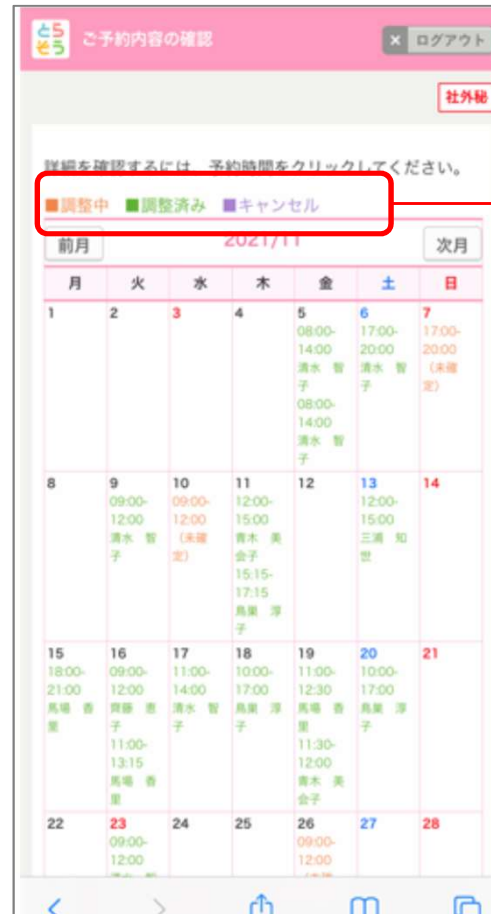 とら
そう
ご予約内容の確認
× ログアウト
社外秘
詳細を確認するには、予約時間をクリックしてください。
■調整中 ■調整済み ■キャンセル
前月
2021/11
次月
月 火 水 木 金 土 日
1 2 3 4 5 6 7
08:00-
14:00
清水 智
子
08:00-
14:00
清水 智
子
17:00-
20:00
清水 智
子
17:00-
20:00
(未確
定)
8 9 10 11 12 13 14
09:00-
12:00
清水 智
子
09:00-
12:00
(未確
定)
12:00-
15:00
青木 美
会子
15:15-
17:15
鳥巣 淳
子
12:00-
15:00
三浦 知
世
15 16 17 18 19 20 21
18:00-
21:00
馬場 香
里
09:00-
12:00
齊藤 恵
子
11:00-
13:15
馬場 香
里
11:00-
14:00
清水 智
子
10:00-
17:00
鳥巣 淳
子
11:00-
12:30
馬場 香
里
11:30-
12:00
青木 美
会子
10:00-
17:00
鳥巣 淳
子
22 23 24 25 26 27 28
09:00-
12:00
09:00-
12:00